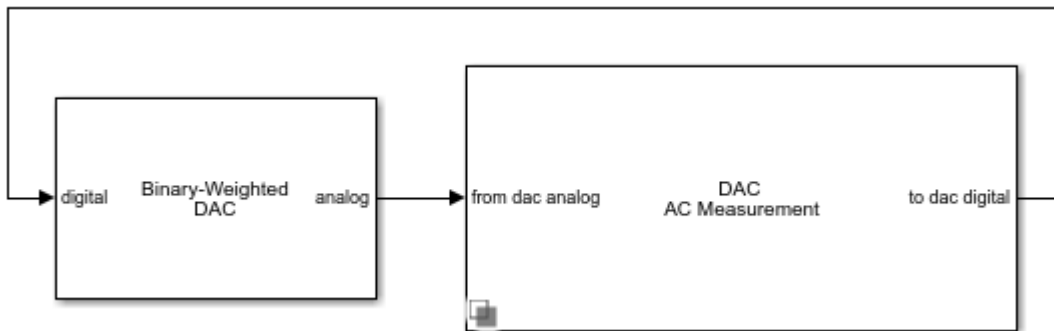 digital
Binary-Weighted
DAC
analog
from dac analog
DAC
AC Measurement
to dac digital